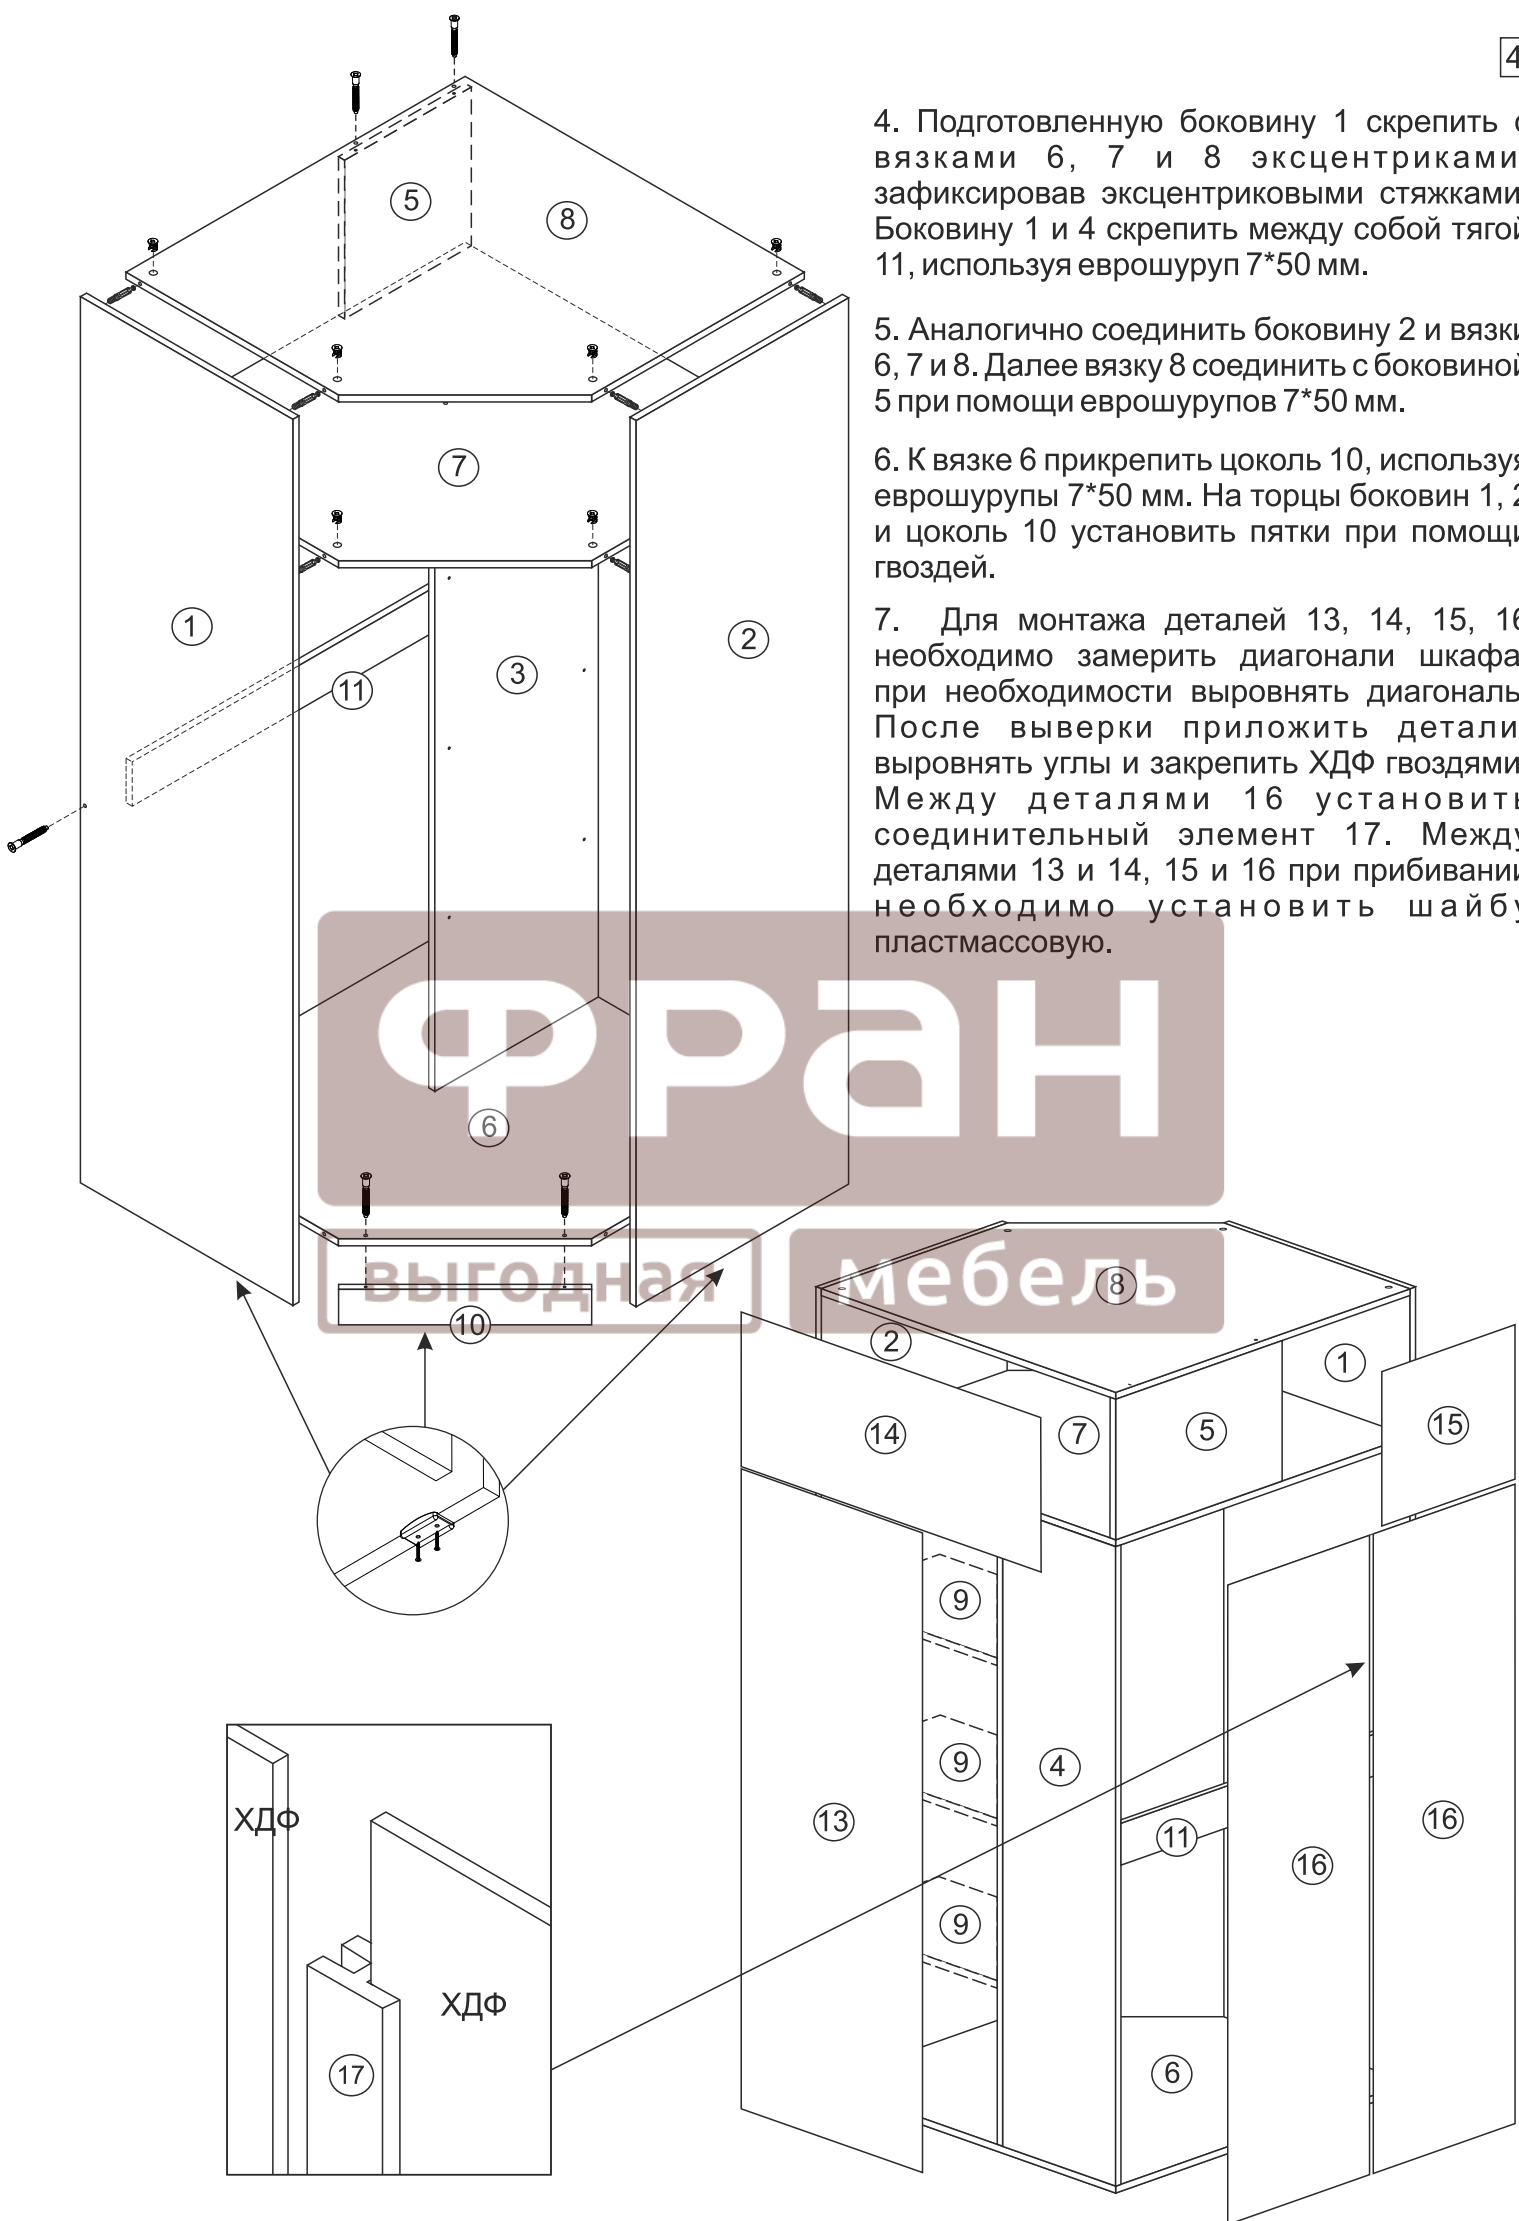 4
4. Подготовленную боковину 1 скрепить с
вязками 6, 7 и 8 эксцентриками,
зафиксировав эксцентриковыми стяжками.
Боковину 1 и 4 скрепить между собой тягой
11, используя еврошуруп 7*50 мм.
5. Аналогично соединить боковину 2 и вязки
6, 7 и 8. Далее вязку 8 соединить с боковиной
5 при помощи еврошурупов 7*50 мм.
6. К вязке 6 прикрепить цоколь 10, используя
еврошурупы 7*50 мм. На торцы боковин 1, 2
и цоколь 10 установить пятки при помощи
гвоздей.
7. Для монтажа деталей 13, 14, 15, 16
необходимо замерить диагонали шкафа,
при необходимости выровнять диагональ.
После выверки приложить детали,
выровнять углы и закрепить ХДФ гвоздями.
Между деталями 16 установить
соединительный элемент 17. Между
деталями 13 и 14, 15 и 16 при прибивании
необходимо установить шайбу
пластмассовую.
5
8
7
1
2
3
11
6
10
Фран
выгодная мебель
8
2
1
14
7
5
15
9
9
4
13
11
16
16
9
6
ХДФ
ХДФ
17